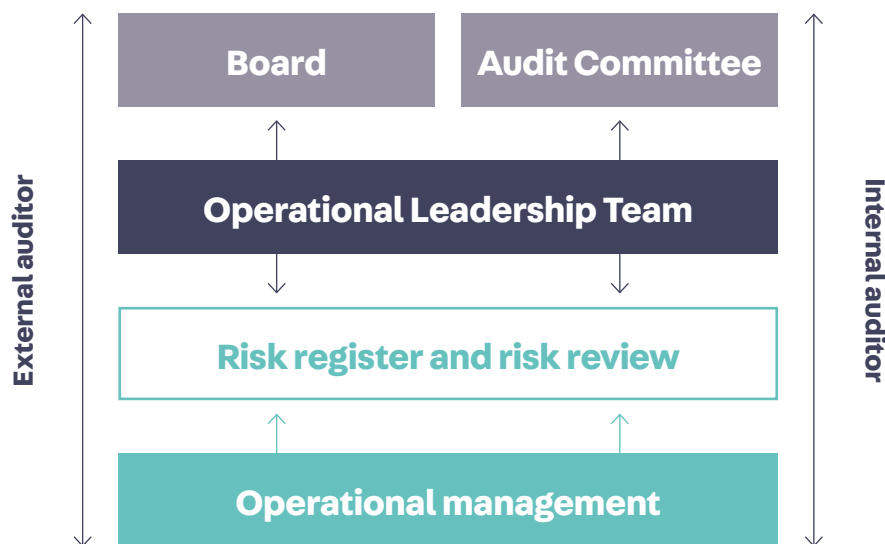 Board
Audit Committee
Operational Leadership Team
External auditor
Internal auditor
Risk register and risk review
Operational management